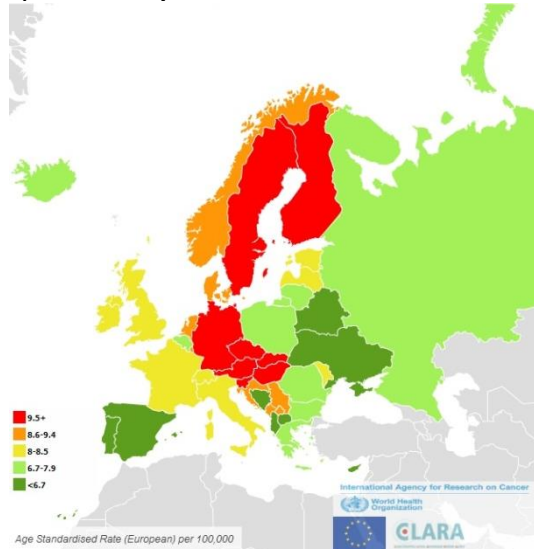 9.5+
8.6-9.4
8-8.5
6.7-7.9
<6.7
International Agency for Research on Cancer
World Health
Organization
CLARA
Age Standardised Rate (European) per 100,000